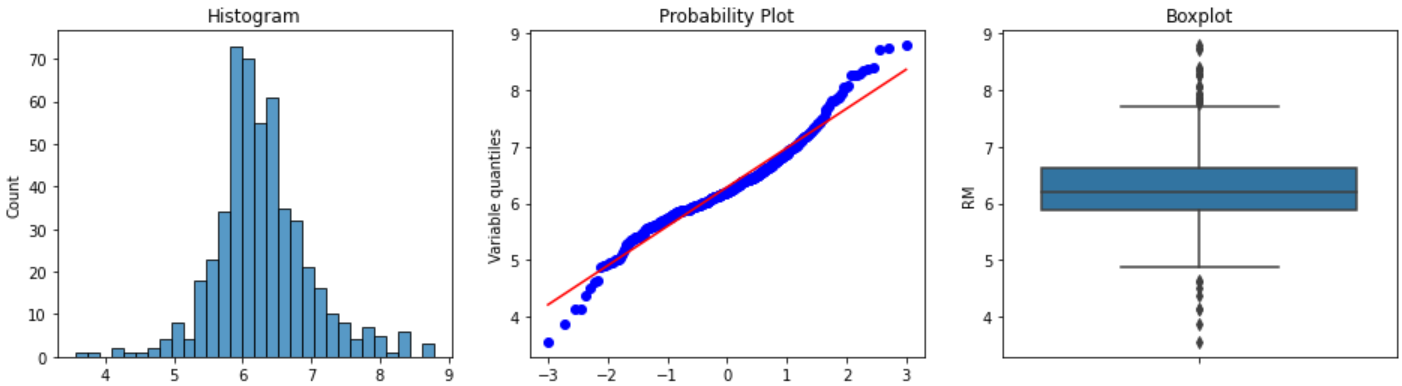 Histogram
Count
70
60
50
40
30
20
10
0
4 5 6 7 8 9
Probability Plot
Variable quantiles
9
8
7
6
5
4
−3 −2 −1 0 1 2 3
Boxplot
RM
9
8
7
6
5
4